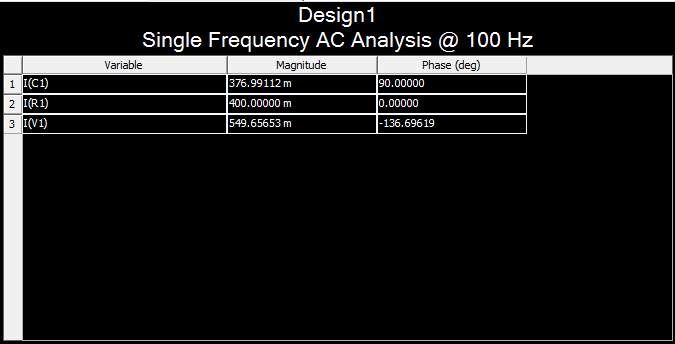 Design1
Single Frequency AC Analysis @ 100 Hz
Variable Magnitude Phase (deg)
1 I(C1) 376.99112 m 90.00000
2 I(R1) 400.00000 m 0.00000
3 I(V1) 549.65653 m -136.69619